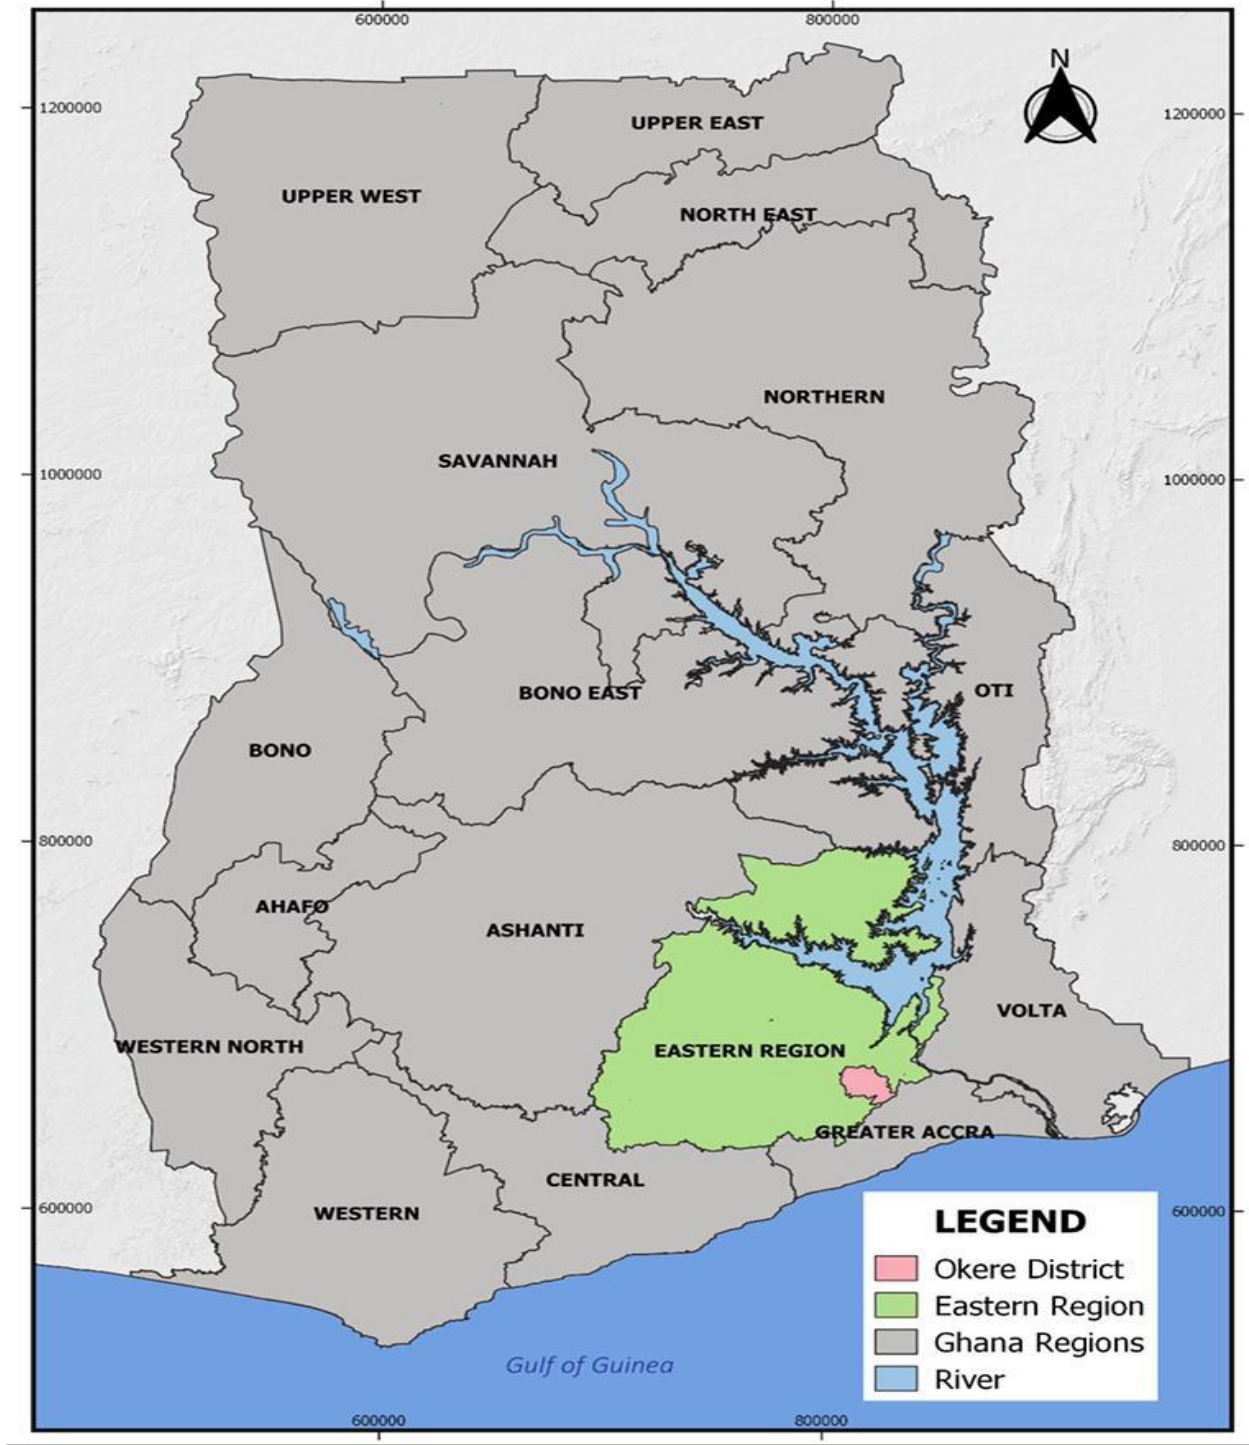 600000
800000
N
1200000
1200000
UPPER EAST
UPPER WEST
NORTH EAST
NORTHERN
SAVANNAH
1000000
1000000
BONO EAST
OTI
BONO
800000
800000
AHAFO
ASHANTI
VOLTA
WESTERN NORTH
EASTERN REGION
GREATER ACCRA
CENTRAL
WESTERN
600000
600000
LEGEND
Okere District
Eastern Region
Ghana Regions
River
Gulf of Guinea
600000
800000